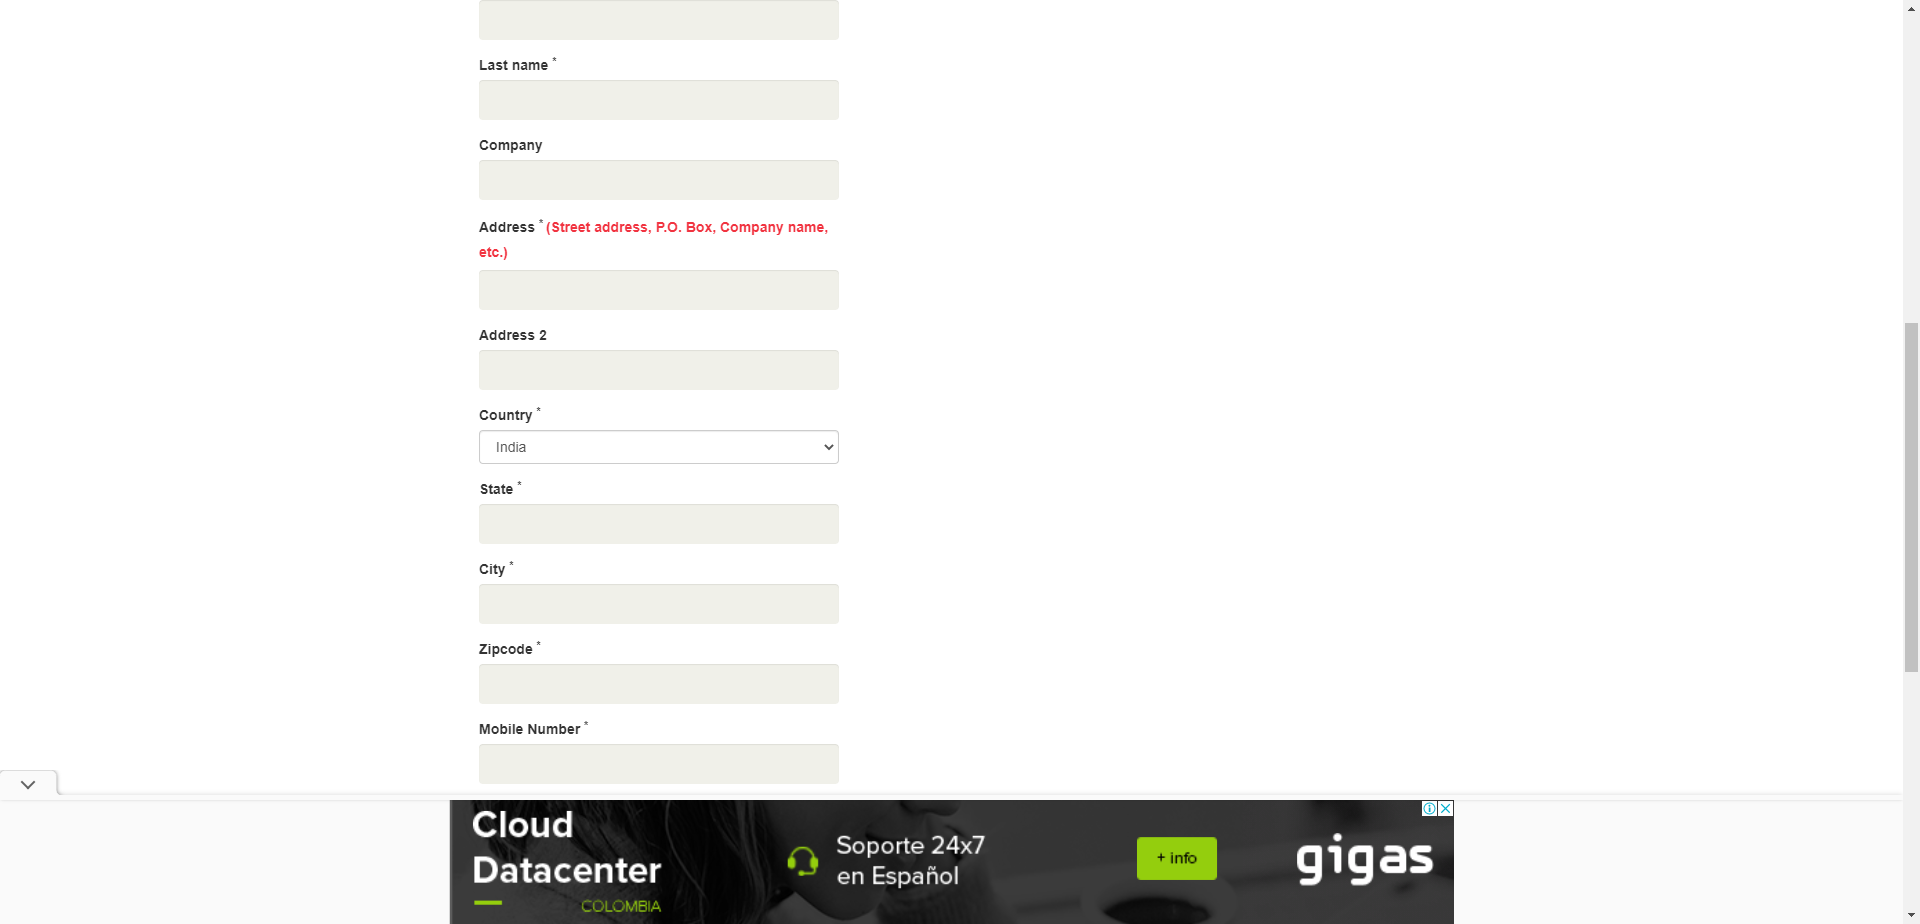 Last name *
Company
Address * (Street address, P.O. Box, Company name,
etc.)
Address 2
Country *
India
State *
City *
Zipcode *
Mobile Number *
Cloud
Datacenter
COLOMBIA
Soporte 24x7
en Español
+ info
gigas